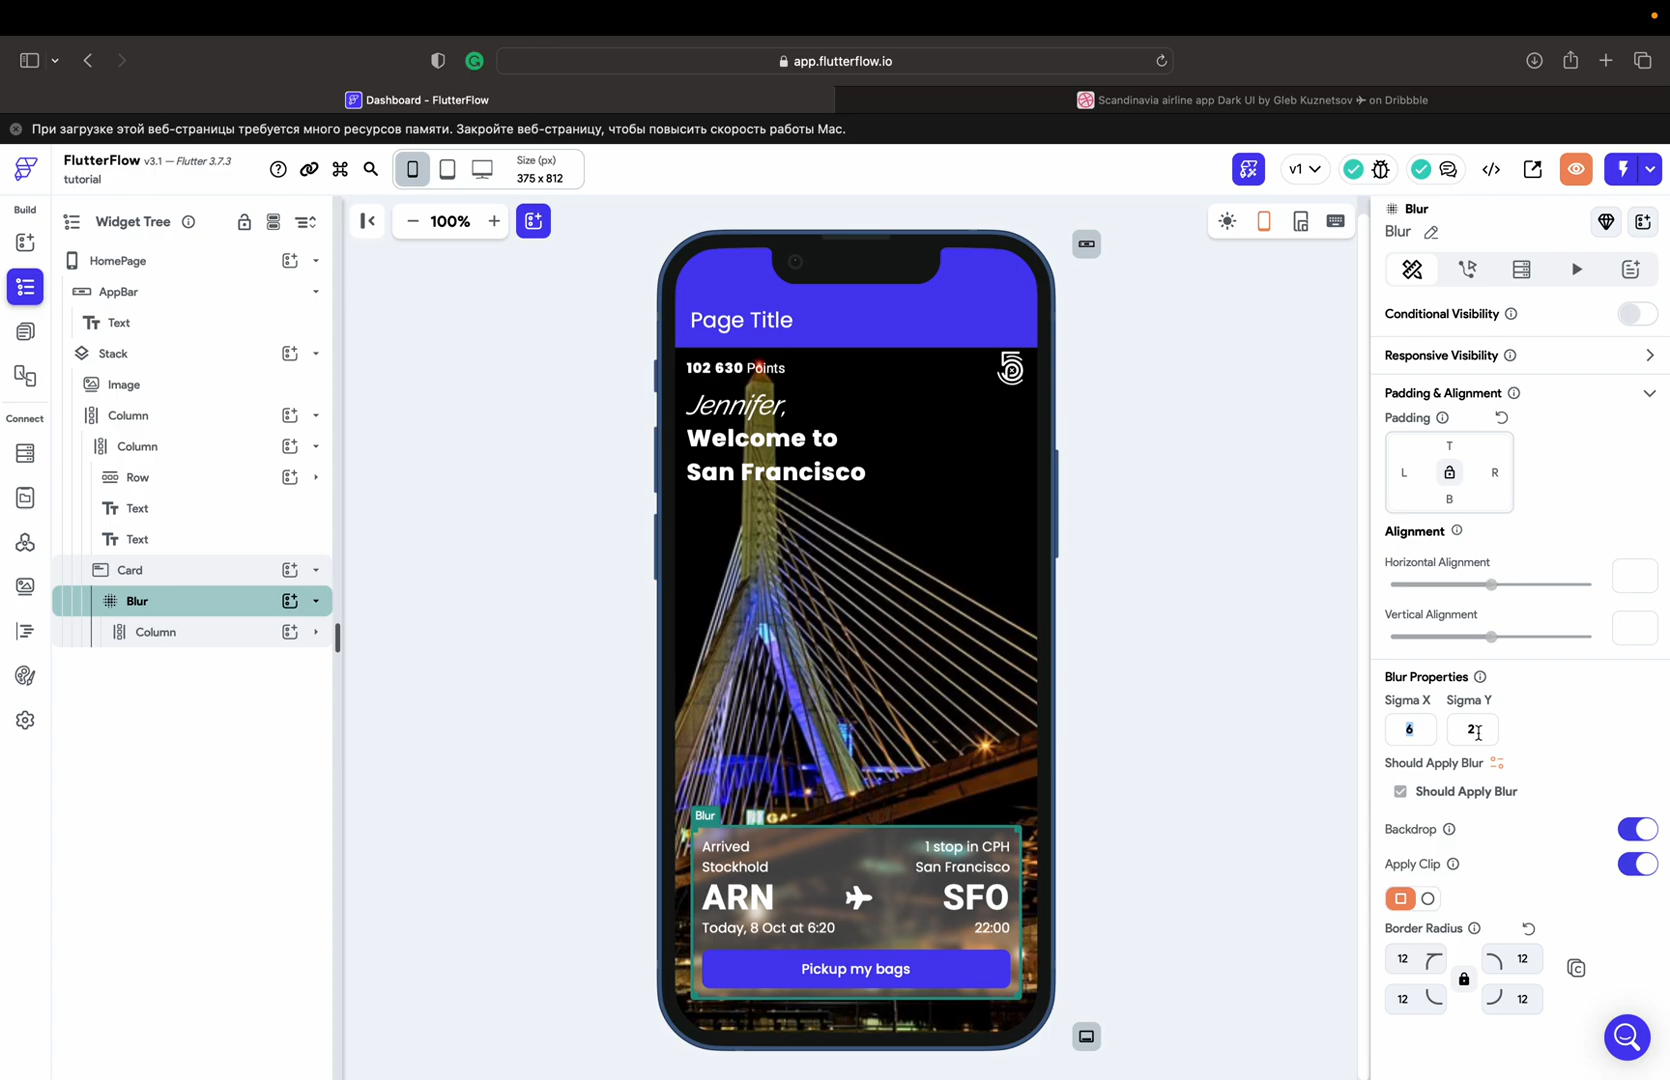 app.flutterflow.io
Dashboard - FlutterFlow
Scandinavia airline app Dark UI by Gleb Kuznetsov ✈ on Dribbble
При загрузке этой веб-страницы требуется много ресурсов памяти. Закройте веб-страницу, чтобы повысить скорость работы Mac.
FlutterFlow v3.1 — Flutter 3.7.3
tutorial
Size (px)
375 x 812
v1
Build
Connect
Widget Tree
HomePage
AppBar
Text
Stack
Image
Column
Column
Row
Text
Text
Card
Blur
Column
100%
Page Title
102 630 Points
Jennifer,
Welcome to
San Francisco
Blur
Arrived
1 stop in CPH
Stockhold
San Francisco
ARN
SFO
Today, 8 Oct at 6:20
22:00
Pickup my bags
Blur
Blur
Conditional Visibility
Responsive Visibility
Padding & Alignment
Padding
T
L
R
B
Alignment
Horizontal Alignment
Vertical Alignment
Blur Properties
Sigma X
Sigma Y
6
2
Should Apply Blur
Should Apply Blur
Backdrop
Apply Clip
Border Radius
12
12
12
12